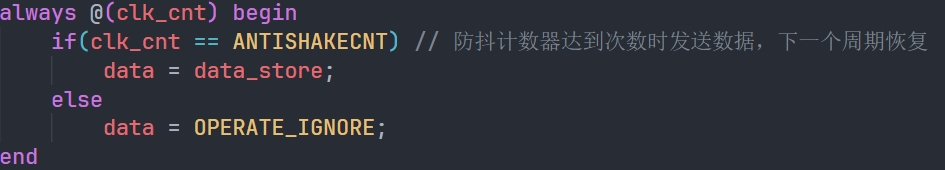 always @(clk_cnt) begin
    if(clk_cnt == ANTISHAKECNT) // 防抖计数器达到次数时发送数据，下一个周期恢复
        data = data_store;
    else
        data = OPERATE_IGNORE;
end